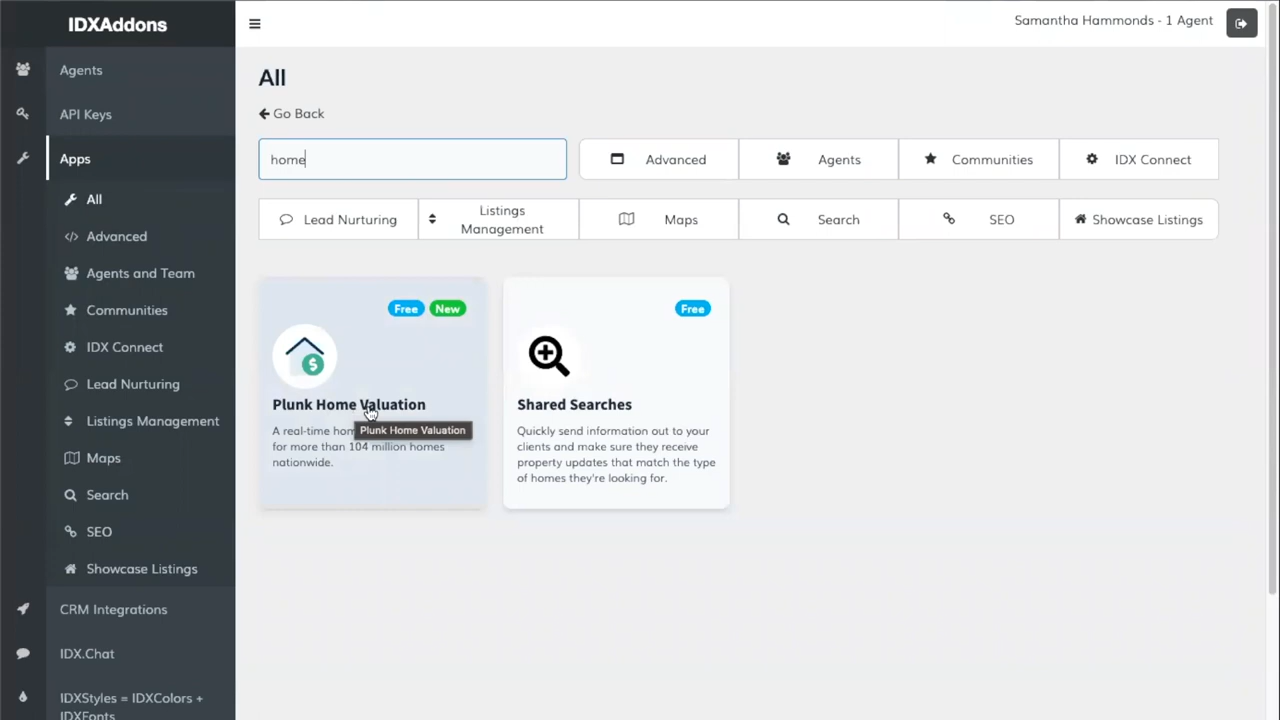 IDXAddons
Samantha Hammonds - 1 Agent
Agents
API Keys
Apps
All
Advanced
Agents and Team
Communities
IDX Connect
Lead Nurturing
Listings Management
Maps
Search
SEO
Showcase Listings
CRM Integrations
IDX.Chat
IDXStyles = IDXColors +
IDXFonts
All
Go Back
home
Advanced
Agents
Communities
IDX Connect
Lead Nurturing
Listings
Management
Maps
Search
SEO
Showcase Listings
Free New
Plunk Home Valuation
A real-time
Plunk Home Valuation
for more than 104 million homes
nationwide.
Free
Shared Searches
Quickly send information out to your
clients and make sure they receive
property updates that match the type
of homes they're looking for.